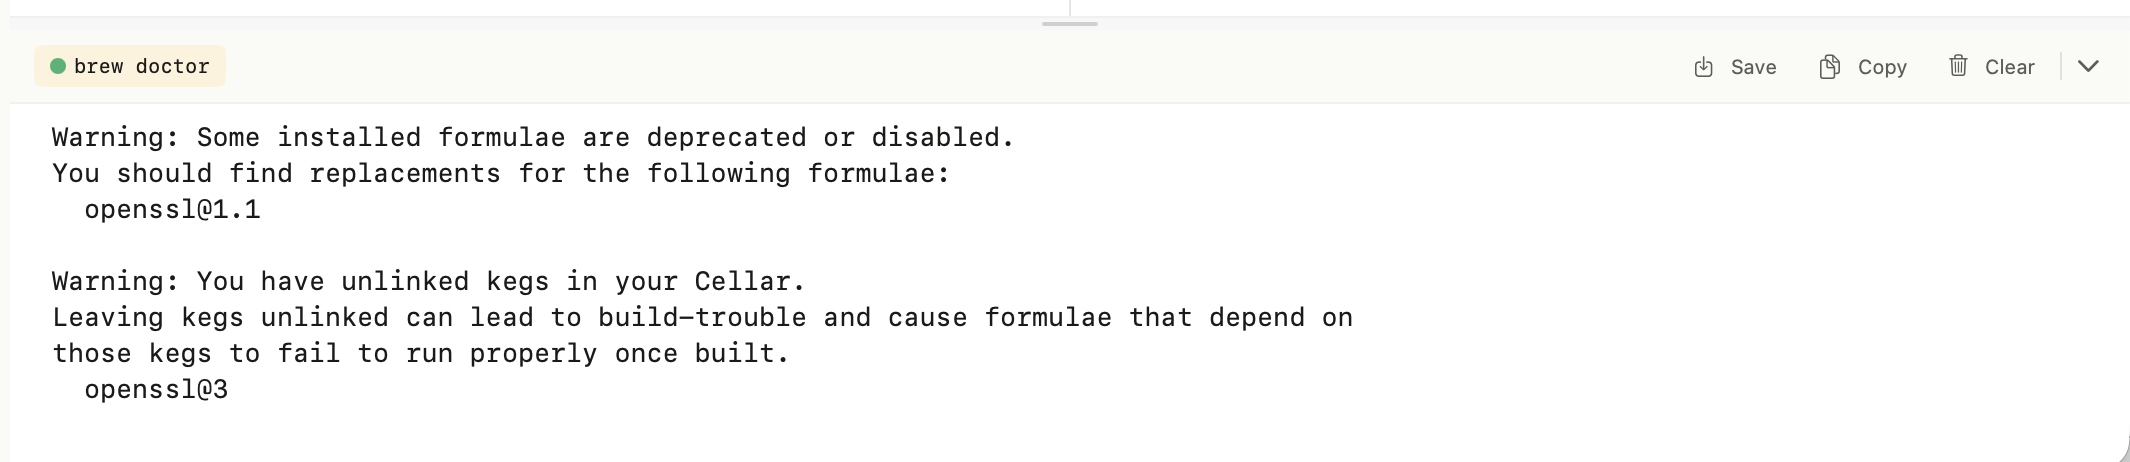 brew doctor
Save
Copy
Clear
Warning: Some installed formulae are deprecated or disabled.
You should find replacements for the following formulae:
  openssl@1.1

Warning: You have unlinked kegs in your Cellar.
Leaving kegs unlinked can lead to build-trouble and cause formulae that depend on
those kegs to fail to run properly once built.
  openssl@3